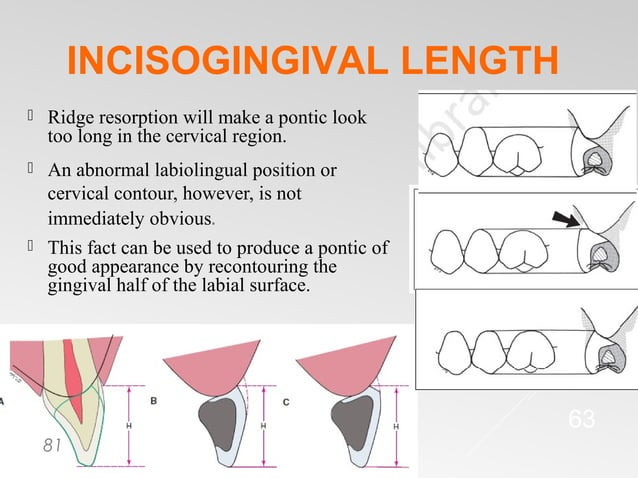 INCISOGINGIVAL LENGTH
Ridge resorption will make a pontic look
too long in the cervical region.
An abnormal labiolingual position or
cervical contour, however, is not
immediately obvious.
This fact can be used to produce a pontic of
good appearance by recontouring the
gingival half of the labial surface.
A
H
B
H
C
H
81
63